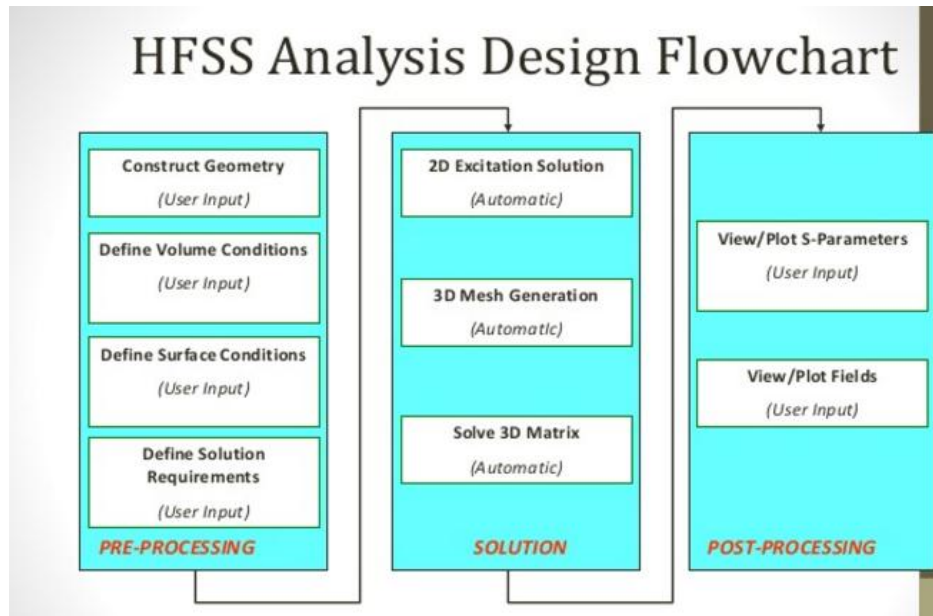 HFSS Analysis Design Flowchart
Construct Geometry
(User Input)
Define Volume Conditions
(User Input)
Define Surface Conditions
(User Input)
Define Solution
Requirements
(User Input)
PRE-PROCESSING
2D Excitation Solution
(Automatic)
3D Mesh Generation
(Automatic)
Solve 3D Matrix
(Automatic)
SOLUTION
View/Plot S-Parameters
(User Input)
View/Plot Fields
(User Input)
POST-PROCESSING